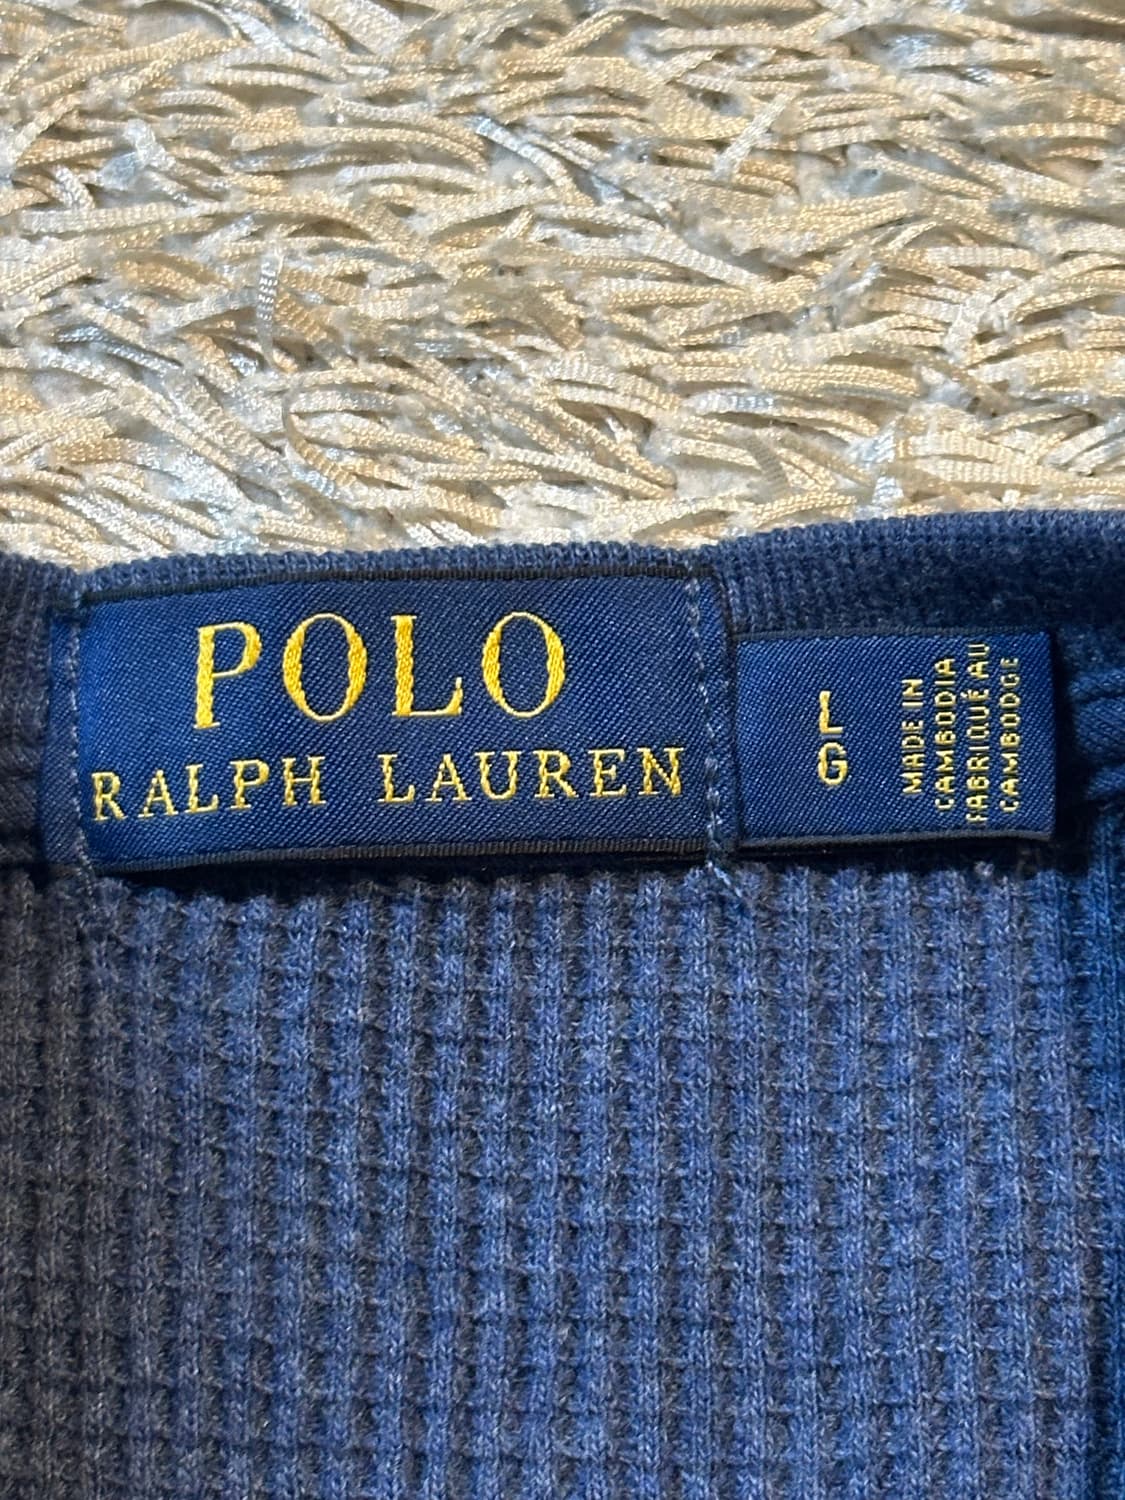 POLO
RALPH LAUREN
L
G
MADE IN
CAMBODIA
FABRIQUÉ AU
CAMBODGE